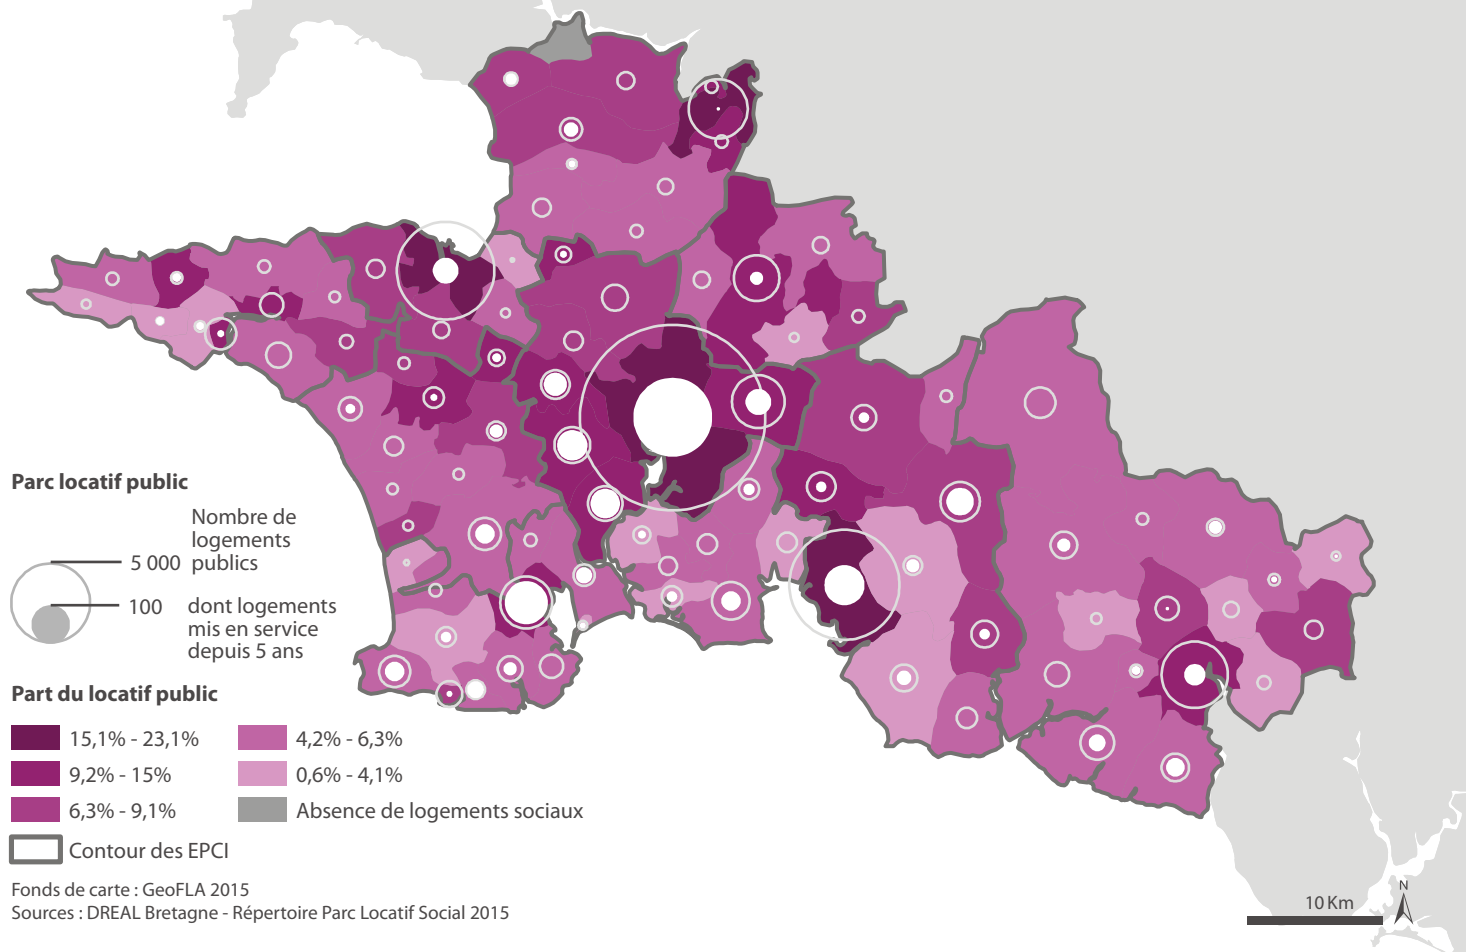 Parc locatif public
Nombre de
logements
publics
5 000
100
dont logements
mis en service
depuis 5 ans
Part du locatif public
15,1% - 23,1%
9,2% - 15%
6,3% - 9,1%
4,2% - 6,3%
0,6% - 4,1%
Absence de logements sociaux
Contour des EPCI
Fonds de carte : GeoFLA 2015
Sources : DREAL Bretagne - Répertoire Parc Locatif Social 2015
10 Km
N